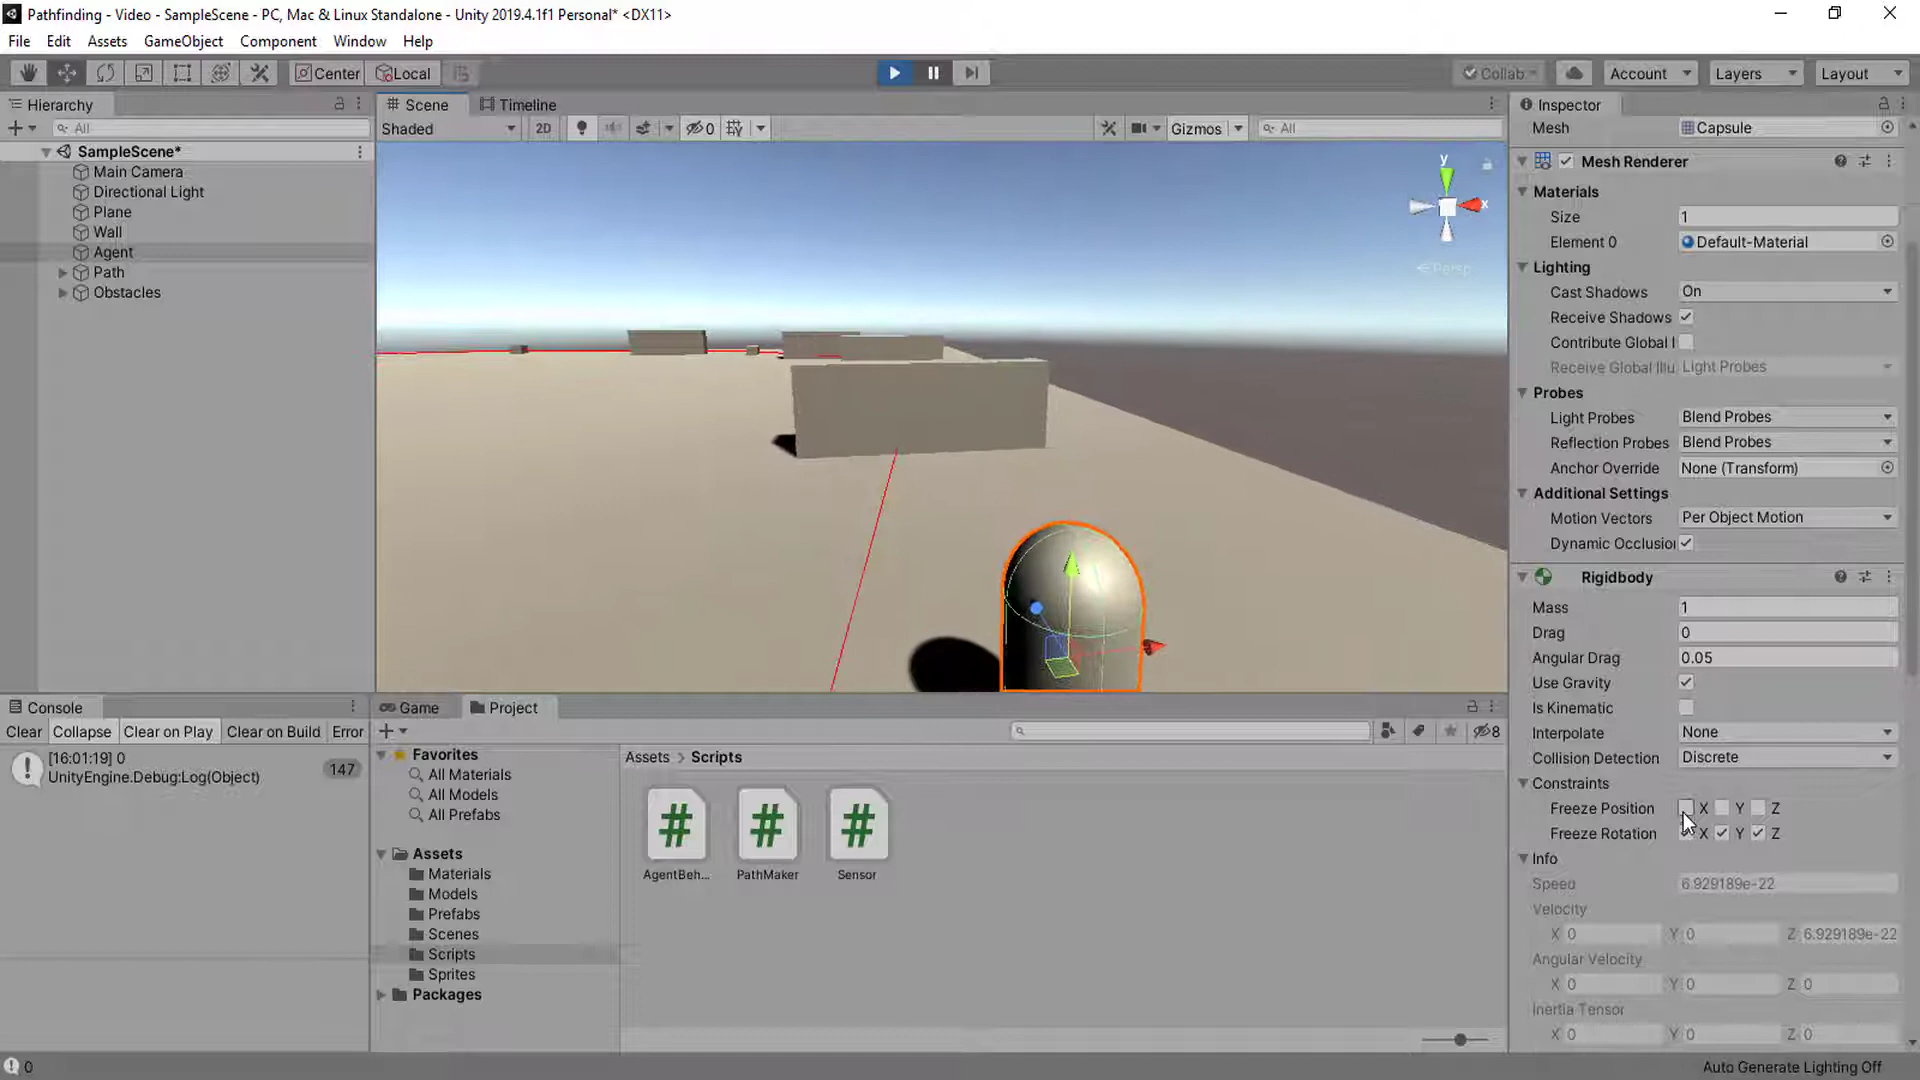 Pathfinding - Video - SampleScene - PC, Mac & Linux Standalone - Unity 2019.4.1f1 Personal* <DX11>
File Edit Assets GameObject Component Window Help
Center Local Collab Account Layers Layout
Hierarchy
All
SampleScene*
Main Camera
Directional Light
Plane
Wall
Agent
Path
Obstacles
Scene Timeline
Shaded 2D 0 Gizmos All
y
x
Persp
Inspector
Mesh Capsule
Mesh Renderer
Materials
Size 1
Element 0 Default-Material
Lighting
Cast Shadows On
Receive Shadows
Contribute Global I
Receive Global Illu Light Probes
Probes
Light Probes Blend Probes
Reflection Probes Blend Probes
Anchor Override None (Transform)
Additional Settings
Motion Vectors Per Object Motion
Dynamic Occlusion
Rigidbody
Mass 1
Drag 0
Angular Drag 0.05
Use Gravity
Is Kinematic
Interpolate None
Collision Detection Discrete
Constraints
Freeze Position X Y Z
Freeze Rotation X Y Z
Info
Speed 6.929189e-22
Velocity
X 0 Y 0 Z 6.929189e-22
Angular Velocity
X 0 Y 0 Z 0
Inertia Tensor
X 0 Y 0 Z 0
Console
Clear Collapse Clear on Play Clear on Build Error
[16:01:19] 0
UnityEngine.Debug:Log(Object)
147
Game Project
8
Favorites
All Materials
All Models
All Prefabs
Assets
Materials
Models
Prefabs
Scenes
Scripts
Sprites
Packages
Assets > Scripts
AgentBeh...
PathMaker
Sensor
0
Auto Generate Lighting Off